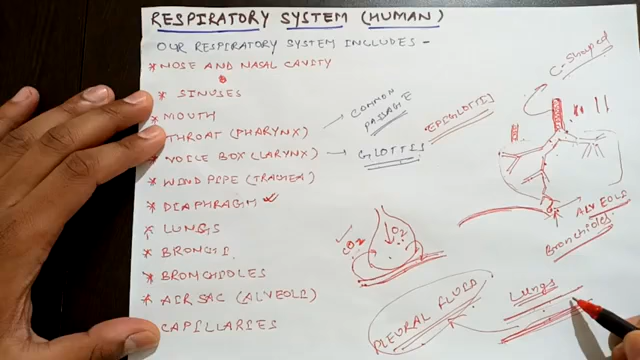 RESPIRATORY SYSTEM (HUMAN)
OUR RESPIRATORY SYSTEM INCLUDES -
* NOSE AND NASAL CAVITY
* SINUSES
* MOUTH
THROAT (PHARYNX)
COMMON PASSAGE
* VOICE BOX (LARYNX)
GLOTTIS
EPIGLOTTIS
* WIND PIPE (TRACHEA)
* DIAPHRAGM
* LUNGS
* BRONCHI
* BRONCHIOLES
* AIR SAC (ALVEOLI)
CAPILLARIES
C-Shaped
ALVEOLI
Bronchioles
CO2
O2
Lungs
PLEURAL FLUID